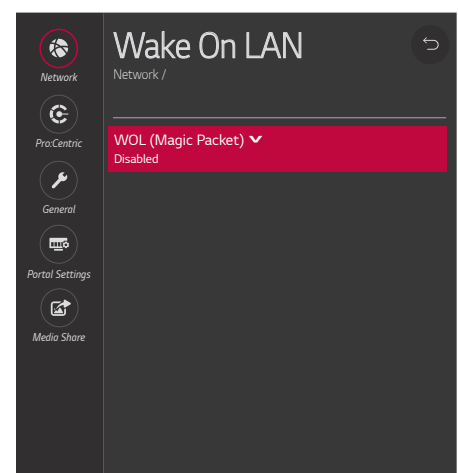 Wake On LAN
Network /
WOL (Magic Packet)
Disabled
Network
Pro:Centric
General
Portal Settings
Media Share